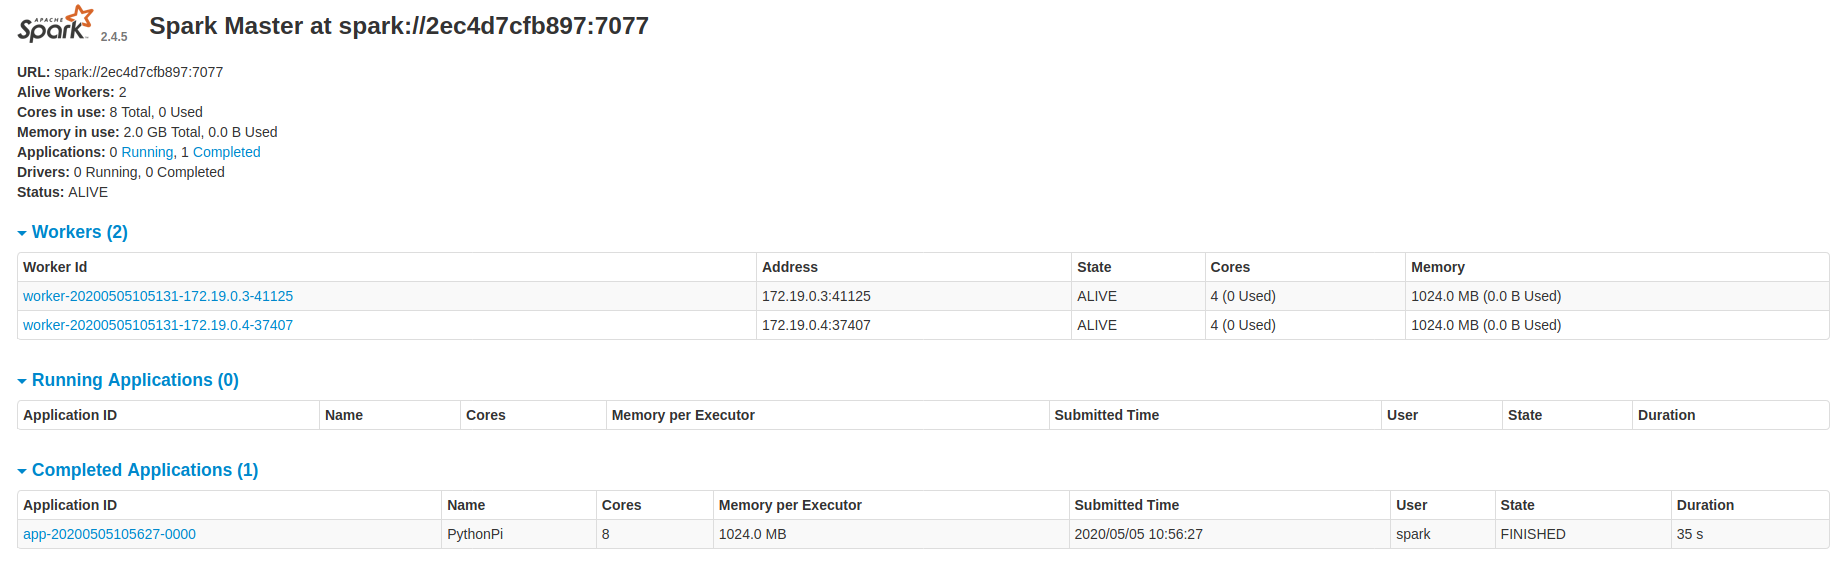 APACHE
Spark 2.4.5 Spark Master at spark://2ec4d7cfb897:7077
URL: spark://2ec4d7cfb897:7077
Alive Workers: 2
Cores in use: 8 Total, 0 Used
Memory in use: 2.0 GB Total, 0.0 B Used
Applications: 0 Running, 1 Completed
Drivers: 0 Running, 0 Completed
Status: ALIVE
Workers (2)
Worker Id Address State Cores Memory
worker-20200505105131-172.19.0.3-41125 172.19.0.3:41125 ALIVE 4 (0 Used) 1024.0 MB (0.0 B Used)
worker-20200505105131-172.19.0.4-37407 172.19.0.4:37407 ALIVE 4 (0 Used) 1024.0 MB (0.0 B Used)
Running Applications (0)
Application ID Name Cores Memory per Executor Submitted Time User State Duration
Completed Applications (1)
Application ID Name Cores Memory per Executor Submitted Time User State Duration
app-20200505105627-0000 PythonPi 8 1024.0 MB 2020/05/05 10:56:27 spark FINISHED 35 s